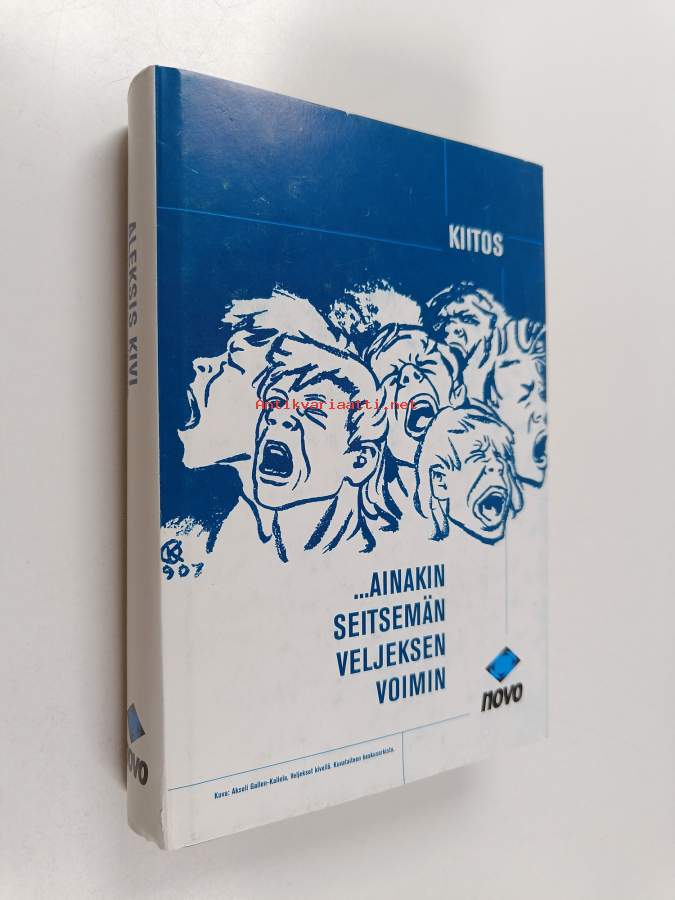 ALEKSIS KIVI
novo
KIITOS
Antikvariaatti.net
907
...AINAKIN
SEITSEMÄN
VELJEKSEN
VOIMIN
novo
Kuva: Akseli Gallen-Kallela, Veljekset kivellä. Kuvataiteen keskusarkisto.